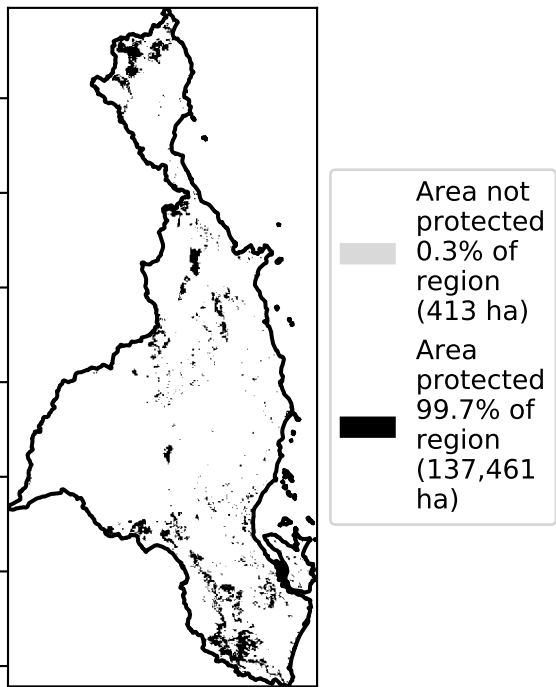 Area not
protected
0.3% of
region
(413 ha)
Area
protected
99.7% of
region
(137,461
ha)